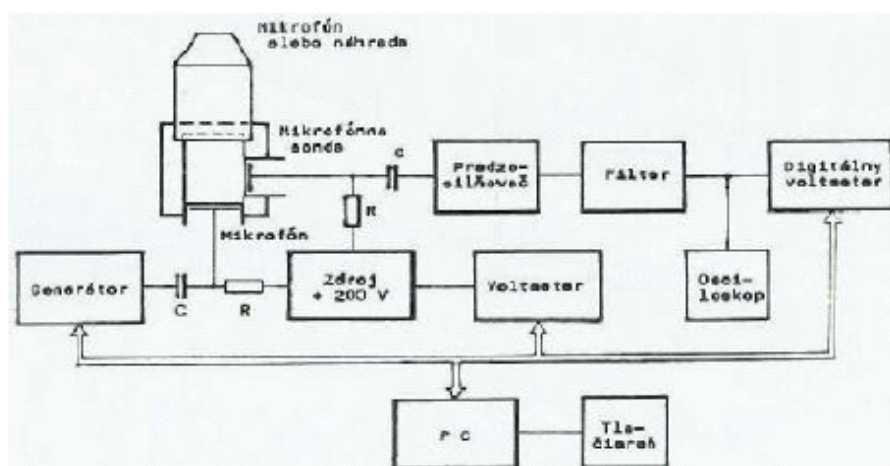 Mikrofón
alebo náhrada
Mikrofónna
sonda
C
Predzo-
silňovač
Filter
Digitálny
voltmeter
R
Mikrofón
Generátor
C
R
Zdroj
+ 200 V
Voltmeter
Osci-
loskop
P C
Tla-
čiareň